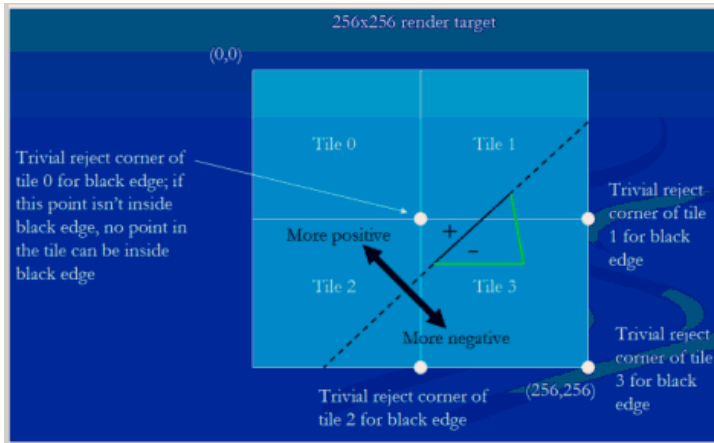 256x256 render target
(0,0)
Tile 0
Tile 1
Trivial reject corner of
tile 0 for black edge; if
this point isn't inside
black edge, no point in
the tile can be inside
black edge
Trivial reject
corner of tile
1 for black
edge
+
More positive
−
Tile 2
Tile 3
More negative
Trivial reject
corner of tile
3 for black
edge
(256,256)
Trivial reject corner of
tile 2 for black edge